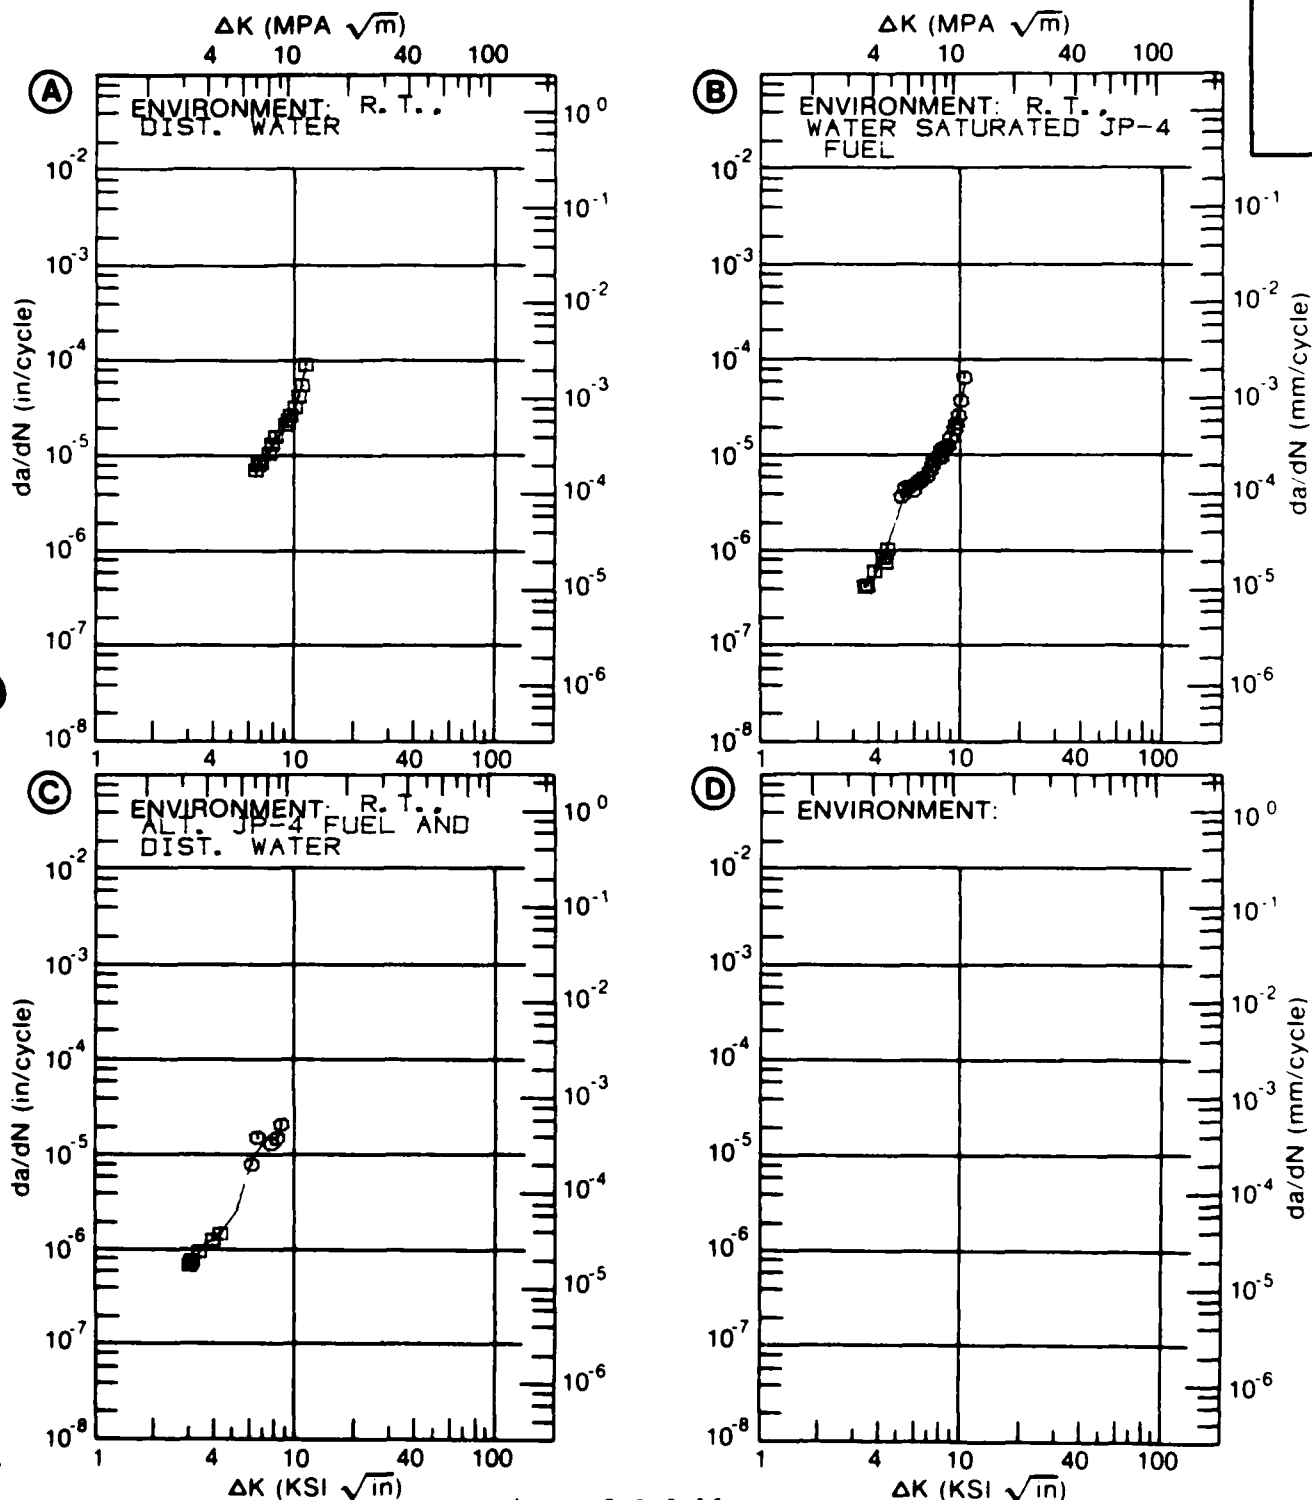 ΔK (MPA √m)
4 10 40 100
A
ENVIRONMENT: R. T.,
DIST. WATER
10^-2
10^-3
10^-4
10^-5
10^-6
10^-7
10^-8
da/dN (in/cycle)
10^0
10^-1
10^-2
10^-3
10^-4
10^-5
10^-6
1 4 10 40 100
ΔK (MPA √m)
4 10 40 100
B
ENVIRONMENT: R. T.,
WATER SATURATED JP-4
FUEL
10^-2
10^-3
10^-4
10^-5
10^-6
10^-7
10^-8
10^-1
10^-2
10^-3
10^-4
10^-5
10^-6
da/dN (mm/cycle)
1 4 10 40 100
C
ENVIRONMENT: R. T.,
ALT. JP-4 FUEL AND
DIST. WATER
10^-2
10^-3
10^-4
10^-5
10^-6
10^-7
10^-8
da/dN (in/cycle)
10^0
10^-1
10^-2
10^-3
10^-4
10^-5
10^-6
1 4 10 40 100
ΔK (KSI √in)
D
ENVIRONMENT:
10^-2
10^-3
10^-4
10^-5
10^-6
10^-7
10^-8
10^0
10^-1
10^-2
10^-3
10^-4
10^-5
10^-6
da/dN (mm/cycle)
1 4 10 40 100
ΔK (KSI √in)